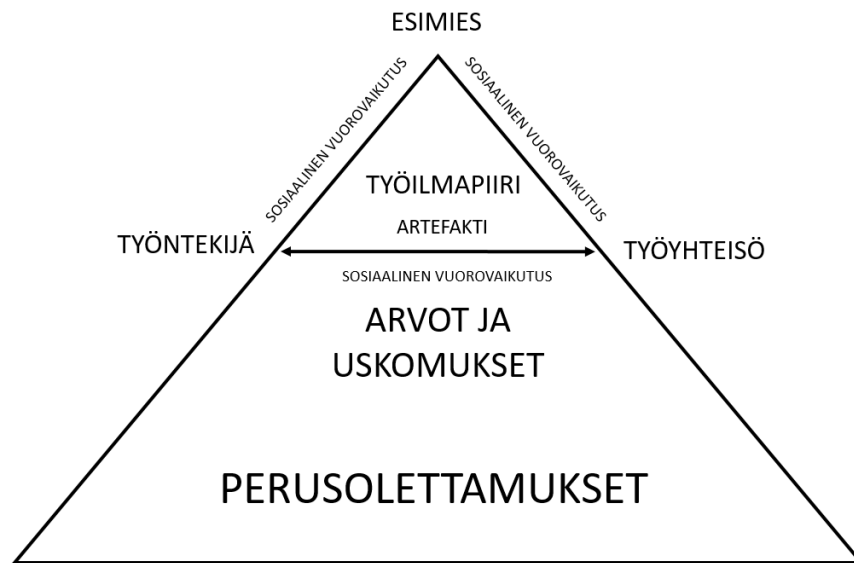 ESIMIES
SOSIAALINEN VUOROVAIKUTUS
SOSIAALINEN VUOROVAIKUTUS
TYÖILMAPIIRI
ARTEFAKTI
TYÖNTEKIJÄ
TYÖYHTEISÖ
SOSIAALINEN VUOROVAIKUTUS
ARVOT JA
USKOMUKSET
PERUSOLETTAMUKSET